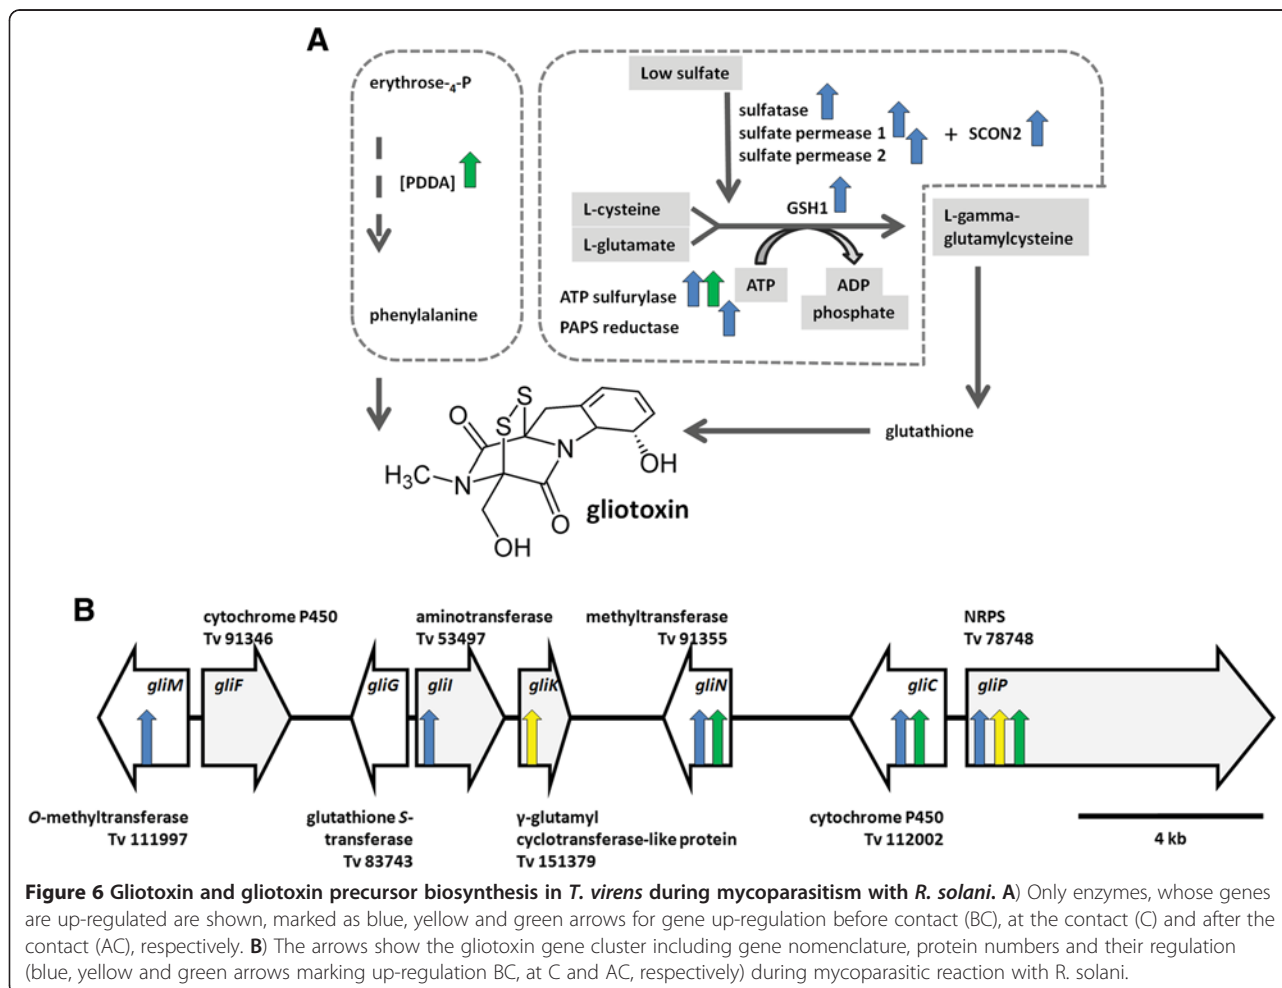 A
erythrose-4-P
[PDDA]
phenylalanine
Low sulfate
sulfatase
sulfate permease 1
sulfate permease 2
+ SCON2
GSH1
L-cysteine
L-glutamate
L-gamma-
glutamylcysteine
ATP
ADP
phosphate
ATP sulfurylase
PAPS reductase
glutathione
O
S
S
N
OH
H3C
N
O
OH
gliotoxin
B
cytochrome P450
Tv 91346
aminotransferase
Tv 53497
methyltransferase
Tv 91355
NRPS
Tv 78748
gliM
gliF
gliG
gliI
gliK
gliN
gliC
gliP
O-methyltransferase
Tv 111997
glutathione S-
transferase
Tv 83743
γ-glutamyl
cyclotransferase-like protein
Tv 151379
cytochrome P450
Tv 112002
4 kb
Figure 6 Gliotoxin and gliotoxin precursor biosynthesis in T. virens during mycoparasitism with R. solani. A) Only enzymes, whose genes
are up-regulated are shown, marked as blue, yellow and green arrows for gene up-regulation before contact (BC), at the contact (C) and after the
contact (AC), respectively. B) The arrows show the gliotoxin gene cluster including gene nomenclature, protein numbers and their regulation
(blue, yellow and green arrows marking up-regulation BC, at C and AC, respectively) during mycoparasitic reaction with R. solani.